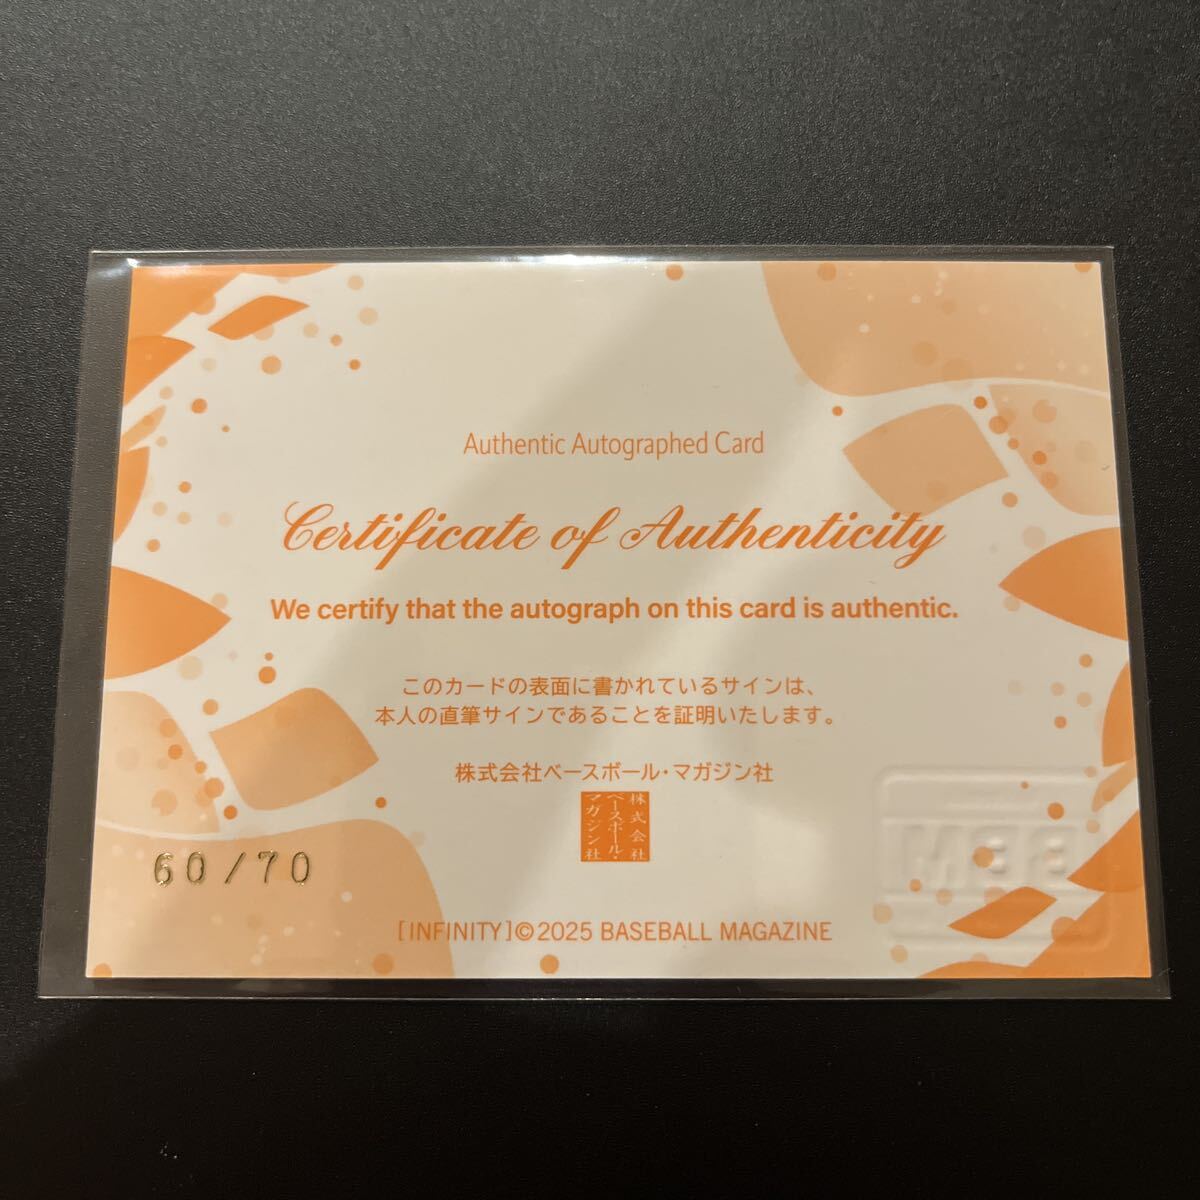 Authentic Autographed Card
Certificate of Authenticity
We certify that the autograph on this card is authentic.
このカードの表面に書かれているサインは、
本人の直筆サインであることを証明いたします。
株式会社ベースボール・マガジン社
株式会社
ベースボール・
マガジン社
60/70
[INFINITY]©2025 BASEBALL MAGAZINE